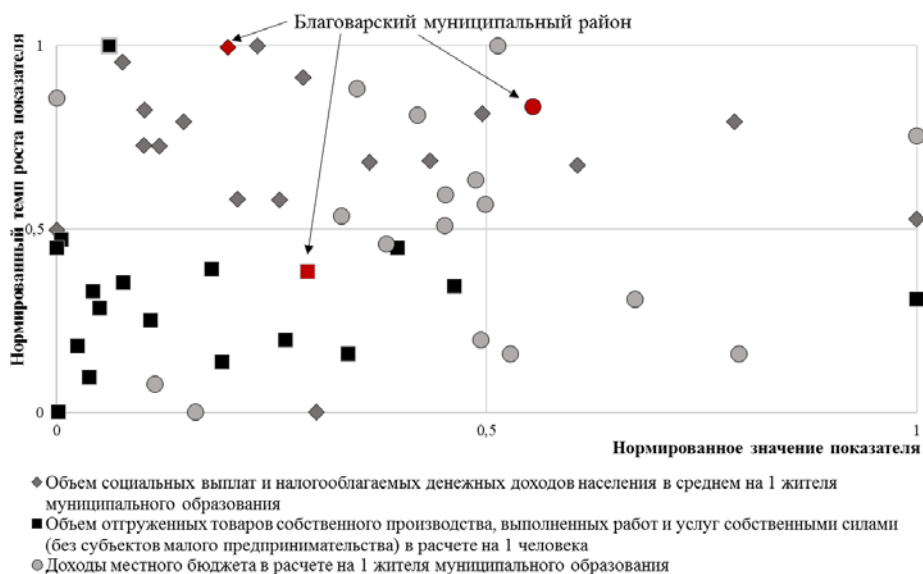 Благоварский муниципальный район
Нормированный темп роста показателя
1
0,5
0
0
0,5
1
Нормированное значение показателя
Объем социальных выплат и налогооблагаемых денежных доходов населения в среднем на 1 жителя
муниципального образования
Объем отгруженных товаров собственного производства, выполненных работ и услуг собственными силами
(без субъектов малого предпринимательства) в расчете на 1 человека
Доходы местного бюджета в расчете на 1 жителя муниципального образования